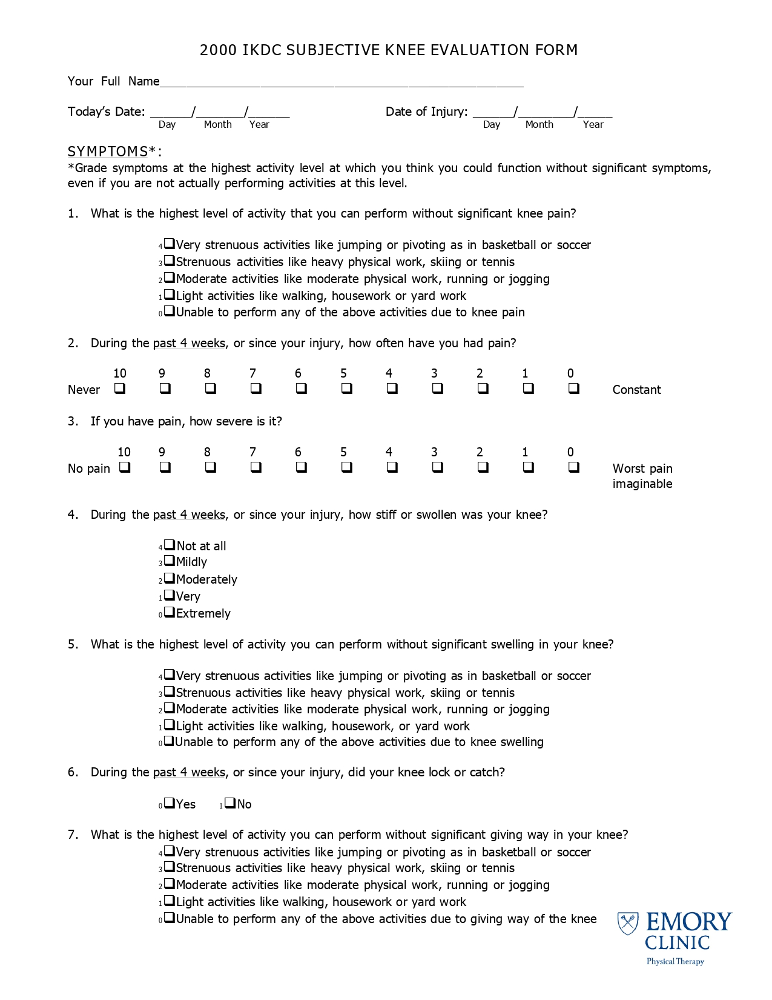 2000 IKDC SUBJECTIVE KNEE EVALUATION FORM
Your Full Name______________________________________________________
Today’s Date: ______/_______/______ Date of Injury: ______/________/_____
Day Month Year Day Month Year
SYMPTOMS*:
*Grade symptoms at the highest activity level at which you think you could function without significant symptoms,
even if you are not actually performing activities at this level.
1. What is the highest level of activity that you can perform without significant knee pain?
4❑Very strenuous activities like jumping or pivoting as in basketball or soccer
3❑Strenuous activities like heavy physical work, skiing or tennis
2❑Moderate activities like moderate physical work, running or jogging
1❑Light activities like walking, housework or yard work
0❑Unable to perform any of the above activities due to knee pain
2. During the past 4 weeks, or since your injury, how often have you had pain?
10 9 8 7 6 5 4 3 2 1 0
Never ❑ ❑ ❑ ❑ ❑ ❑ ❑ ❑ ❑ ❑ ❑ Constant
3. If you have pain, how severe is it?
10 9 8 7 6 5 4 3 2 1 0
No pain ❑ ❑ ❑ ❑ ❑ ❑ ❑ ❑ ❑ ❑ ❑ Worst pain
imaginable
4. During the past 4 weeks, or since your injury, how stiff or swollen was your knee?
4❑Not at all
3❑Mildly
2❑Moderately
1❑Very
0❑Extremely
5. What is the highest level of activity you can perform without significant swelling in your knee?
4❑Very strenuous activities like jumping or pivoting as in basketball or soccer
3❑Strenuous activities like heavy physical work, skiing or tennis
2❑Moderate activities like moderate physical work, running or jogging
1❑Light activities like walking, housework, or yard work
0❑Unable to perform any of the above activities due to knee swelling
6. During the past 4 weeks, or since your injury, did your knee lock or catch?
0❑Yes 1❑No
7. What is the highest level of activity you can perform without significant giving way in your knee?
4❑Very strenuous activities like jumping or pivoting as in basketball or soccer
3❑Strenuous activities like heavy physical work, skiing or tennis
2❑Moderate activities like moderate physical work, running or jogging
1❑Light activities like walking, housework or yard work
0❑Unable to perform any of the above activities due to giving way of the knee
EMORY
CLINIC
Physical Therapy